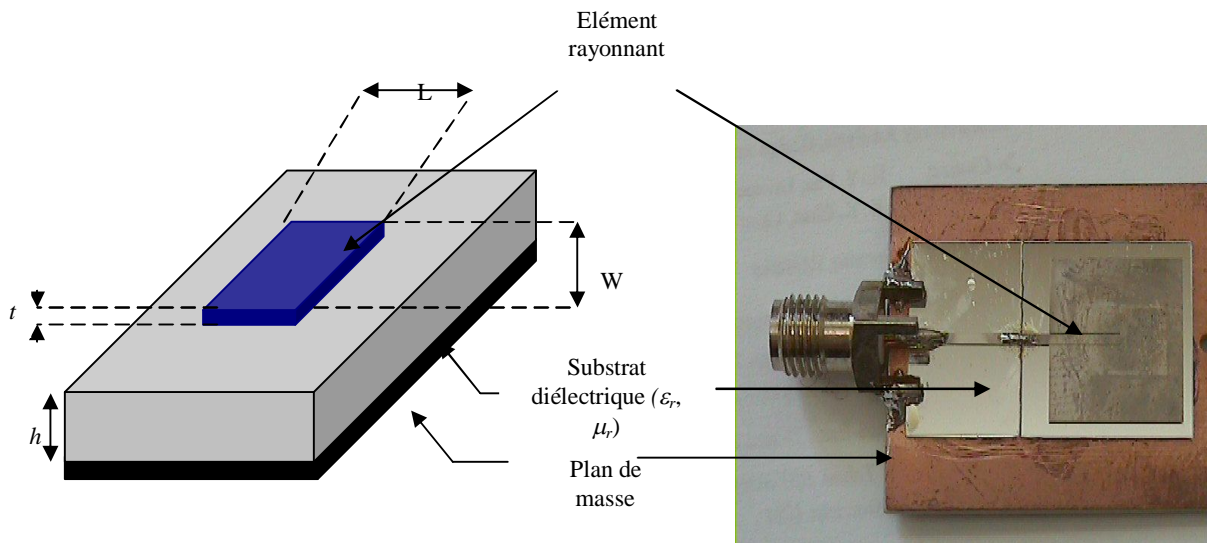 Elément
rayonnant
L
W
t
h
Substrat
diélectrique (εr,
μr)
Plan de
masse